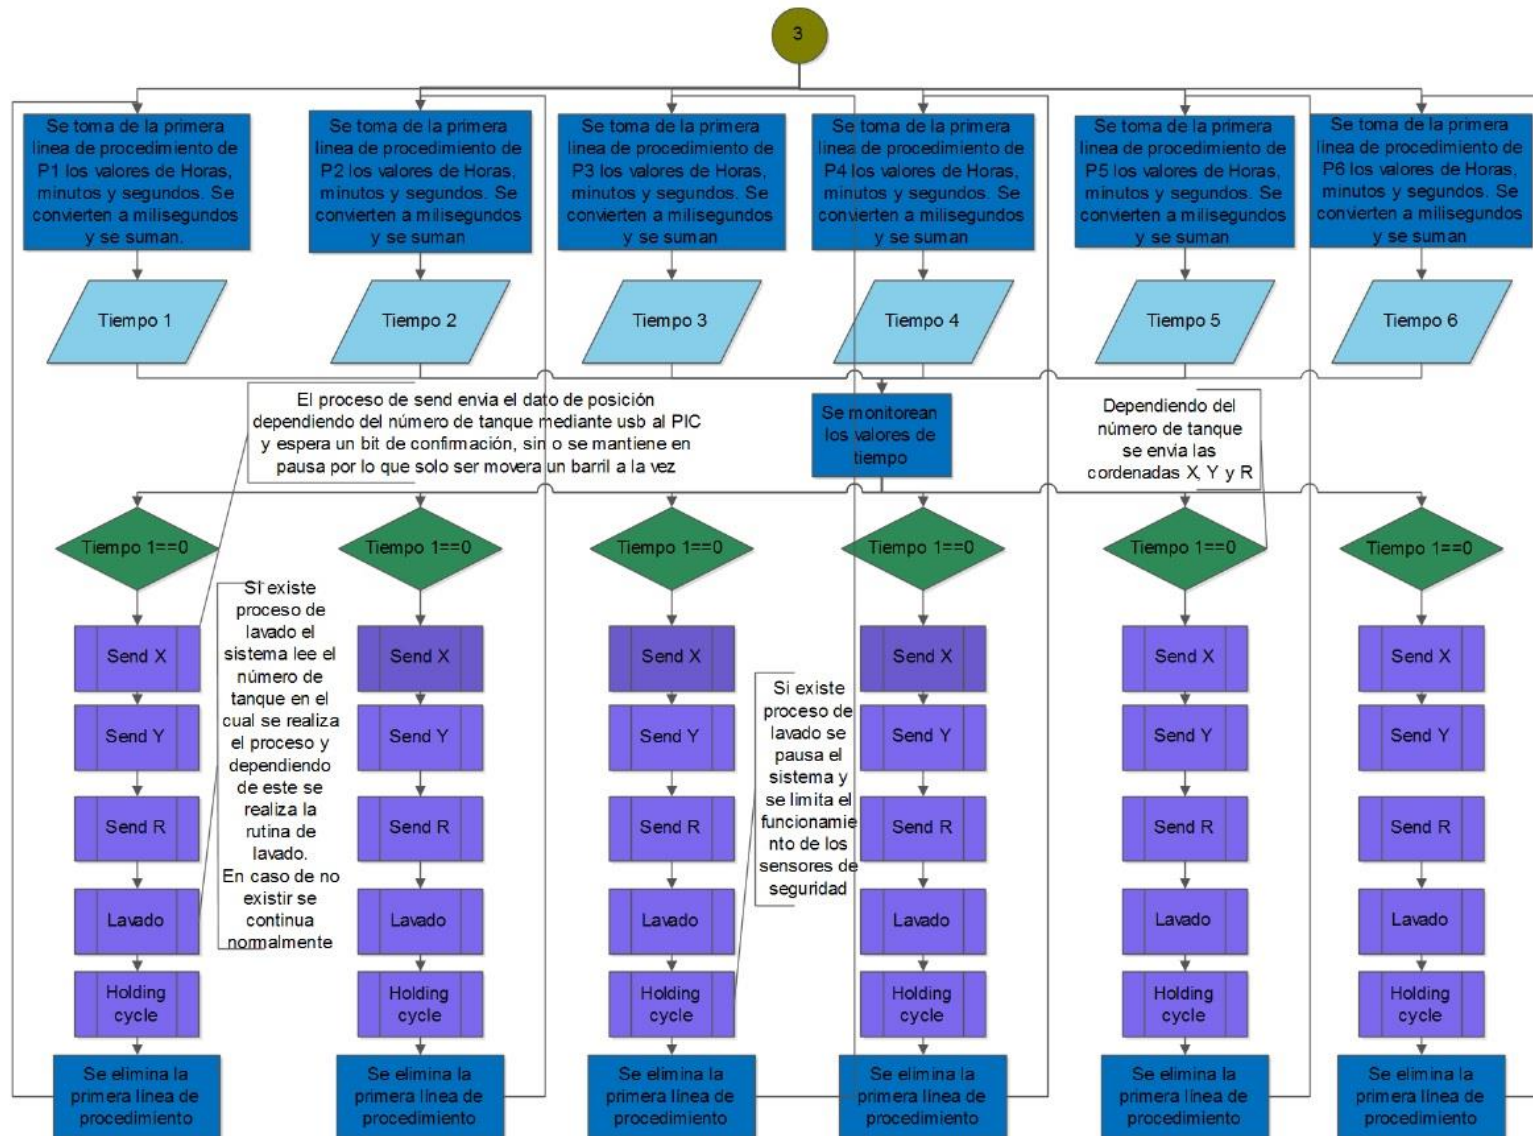 3
Se toma de la primera
línea de procedimiento de
P1 los valores de Horas,
minutos y segundos. Se
convierten a milisegundos
y se suman.
Se toma de la primera
línea de procedimiento de
P2 los valores de Horas,
minutos y segundos. Se
convierten a milisegundos
y se suman
Se toma de la primera
línea de procedimiento de
P3 los valores de Horas,
minutos y segundos. Se
convierten a milisegundos
y se suman
Se toma de la primera
línea de procedimiento de
P4 los valores de Horas,
minutos y segundos. Se
convierten a milisegundos
y se suman
Se toma de la primera
línea de procedimiento de
P5 los valores de Horas,
minutos y segundos. Se
convierten a milisegundos
y se suman
Se toma de la primera
línea de procedimiento de
P6 los valores de Horas,
minutos y segundos. Se
convierten a milisegundos
y se suman
Tiempo 1
Tiempo 2
Tiempo 3
Tiempo 4
Tiempo 5
Tiempo 6
El proceso de send envia el dato de posición
dependiendo del número de tanque mediante usb al PIC
y espera un bit de confirmación, sin o se mantiene en
pausa por lo que solo ser movera un barril a la vez
Se monitorean
los valores de
tiempo
Dependiendo del
número de tanque
se envía las
cordenadas X, Y y R
Tiempo 1==0
Tiempo 1==0
Tiempo 1==0
Tiempo 1==0
Tiempo 1==0
Tiempo 1==0
Si existe
proceso de
lavado el
sistema lee el
número de
tanque en el
cual se realiza
el proceso y
dependiendo
de este se
realiza la
rutina de
lavado.
En caso de no
existir se
continua
normalmente
Si existe
proceso de
lavado se
pausa el
sistema y
se limita el
funcionamie
nto de los
sensores de
seguridad
Send X
Send X
Send X
Send X
Send X
Send X
Send Y
Send Y
Send Y
Send Y
Send Y
Send Y
Send R
Send R
Send R
Send R
Send R
Send R
Lavado
Lavado
Lavado
Lavado
Lavado
Lavado
Holding
cycle
Holding
cycle
Holding
cycle
Holding
cycle
Holding
cycle
Holding
cycle
Se elimina la
primera línea de
procedimiento
Se elimina la
primera línea de
procedimiento
Se elimina la
primera línea de
procedimiento
Se elimina la
primera línea de
procedimiento
Se elimina la
primera línea de
procedimiento
Se elimina la
primera línea de
procedimiento